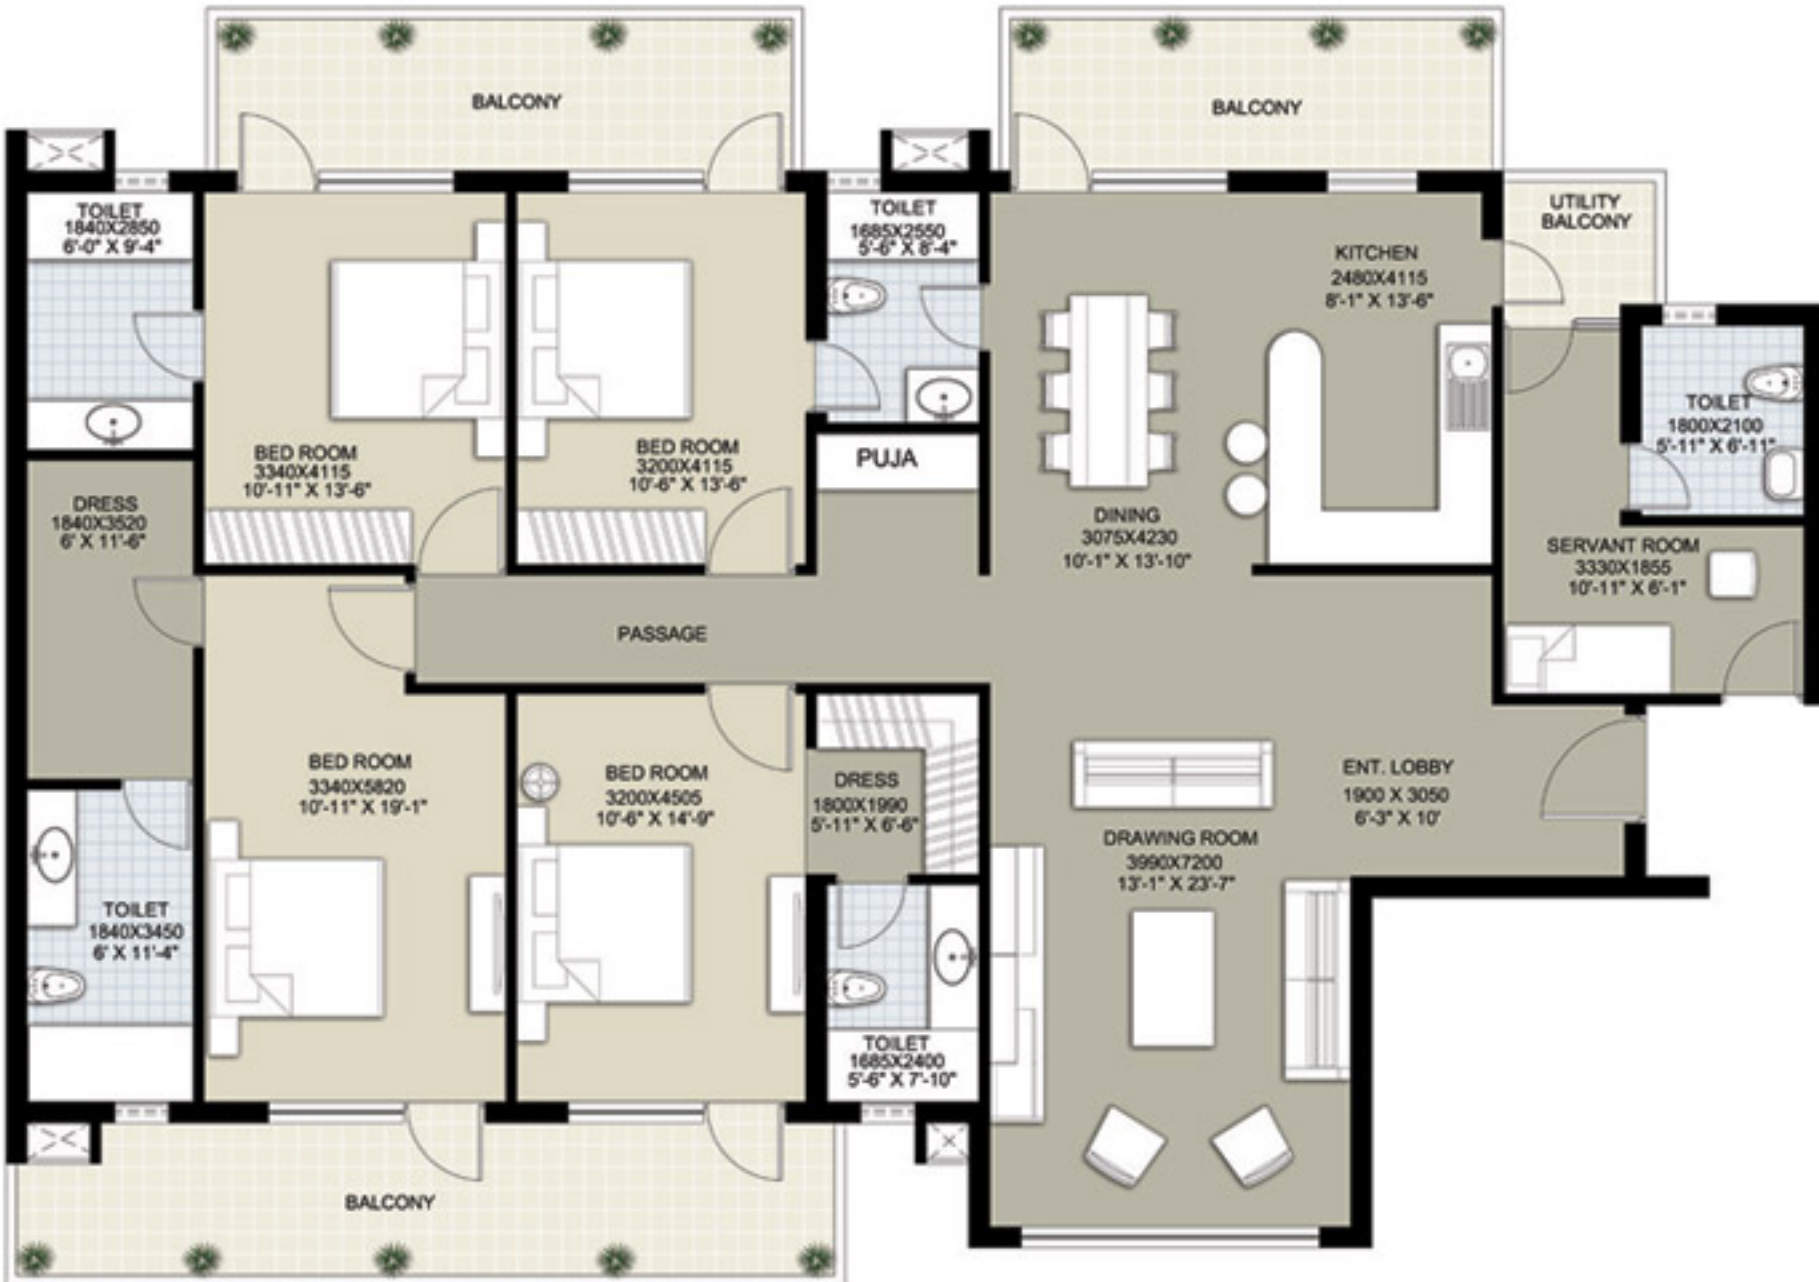 BALCONY
BALCONY
UTILITY
BALCONY
TOILET
1840X2850
6'-0" X 9'-4"
TOILET
1685X2550
5'-6" X 8'-4"
KITCHEN
2480X4115
8'-1" X 13'-6"
BED ROOM
3340X4115
10'-11" X 13'-6"
BED ROOM
3200X4115
10'-6" X 13'-6"
PUJA
TOILET
1800X2100
5'-11" X 6'-11"
DRESS
1840X3520
6' X 11'-6"
DINING
3075X4230
10'-1" X 13'-10"
SERVANT ROOM
3330X1855
10'-11" X 6'-1"
PASSAGE
BED ROOM
3340X5820
10'-11" X 19'-1"
BED ROOM
3200X4505
10'-6" X 14'-9"
DRESS
1800X1990
5'-11" X 6'-6"
ENT. LOBBY
1900 X 3050
6'-3" X 10'
DRAWING ROOM
3990X7200
13'-1" X 23'-7"
TOILET
1840X3450
6' X 11'-4"
TOILET
1685X2400
5'-6" X 7'-10"
BALCONY